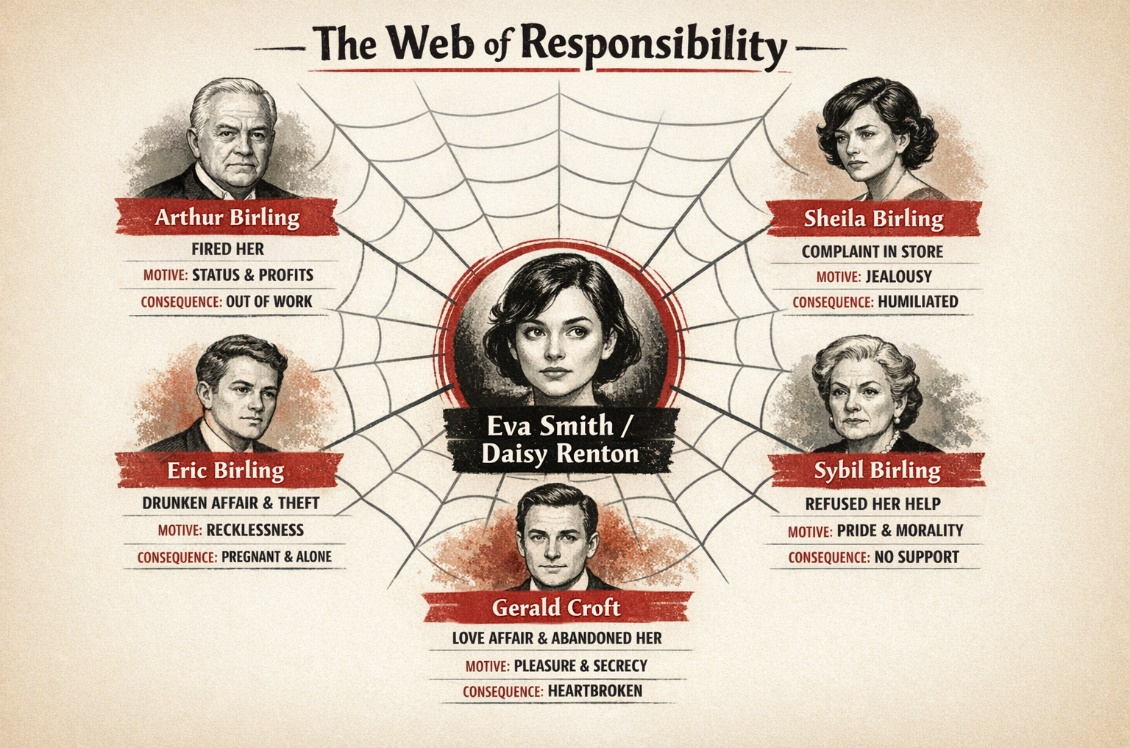 The Web of Responsibility
Arthur Birling
FIRED HER
MOTIVE: STATUS & PROFITS
CONSEQUENCE: OUT OF WORK
Sheila Birling
COMPLAINT IN STORE
MOTIVE: JEALOUSY
CONSEQUENCE: HUMILIATED
Eva Smith /
Daisy Renton
Eric Birling
DRUNKEN AFFAIR & THEFT
MOTIVE: RECKLESSNESS
CONSEQUENCE: PREGNANT & ALONE
Sybil Birling
REFUSED HER HELP
MOTIVE: PRIDE & MORALITY
CONSEQUENCE: NO SUPPORT
Gerald Croft
LOVE AFFAIR & ABANDONED HER
MOTIVE: PLEASURE & SECRECY
CONSEQUENCE: HEARTBROKEN